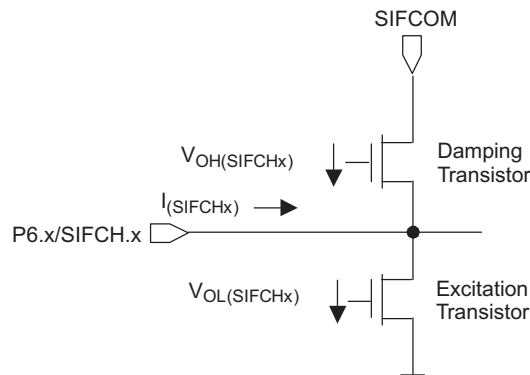 SIFCOM
VOH(SIFCHx)
Damping
Transistor
I(SIFCHx)
P6.x/SIFCH.x
VOL(SIFCHx)
Excitation
Transistor